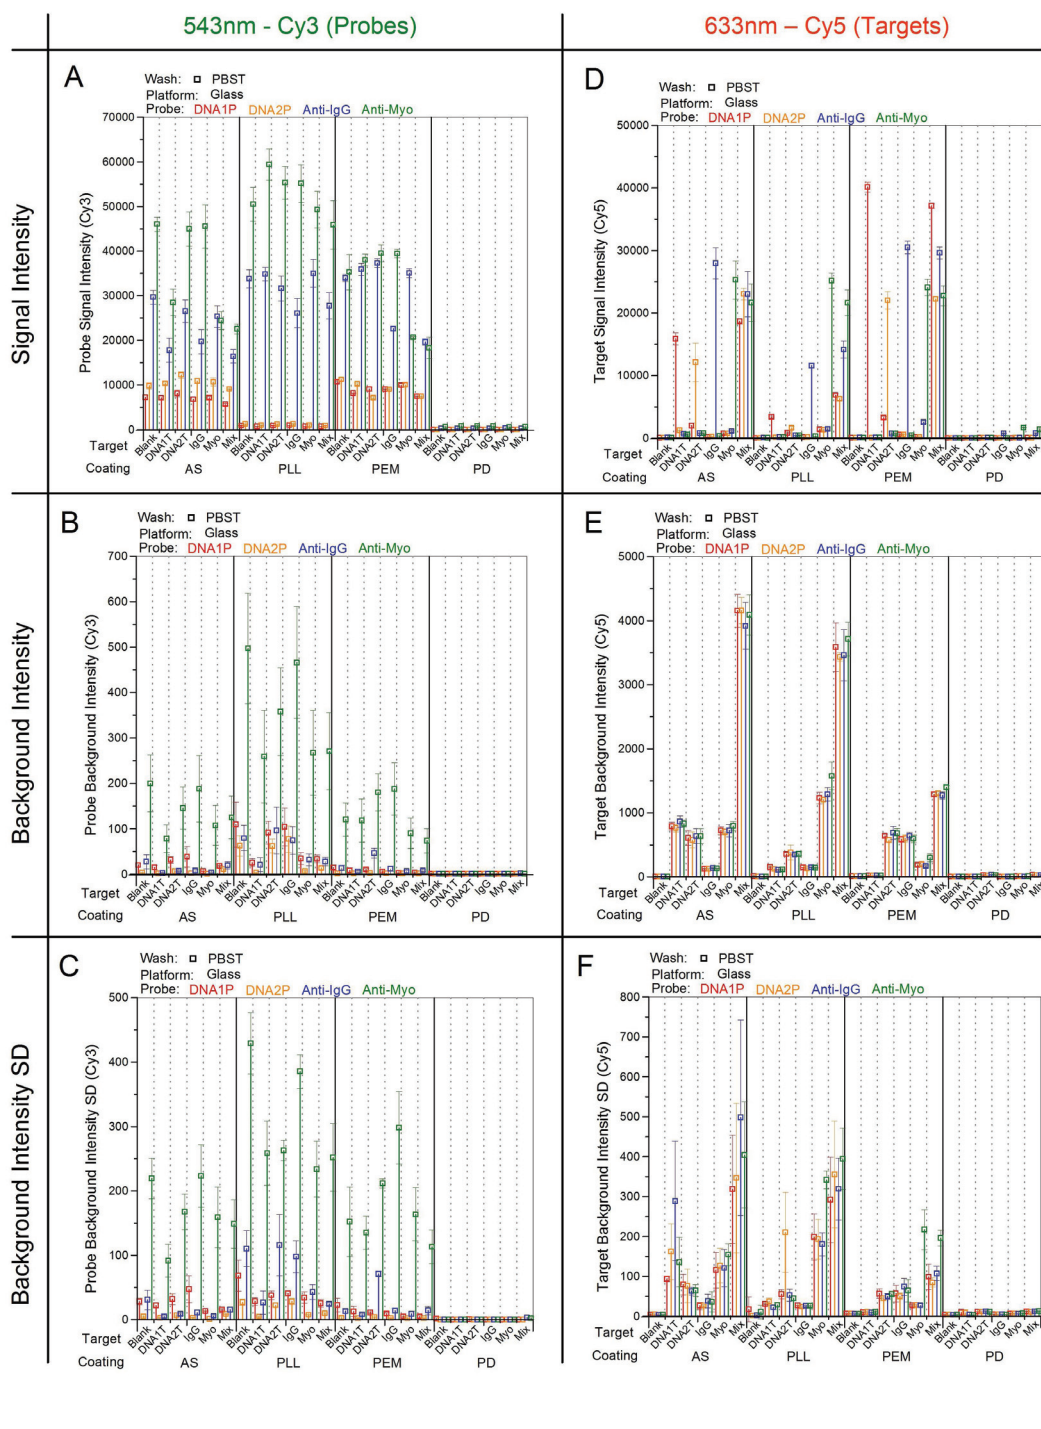 543nm - Cy3 (Probes)
633nm – Cy5 (Targets)
Signal Intensity
A
Wash: PBST
Platform: Glass
Probe: DNA1P DNA2P Anti-IgG Anti-Myo
Probe Signal Intensity (Cy3)
70000
60000
50000
40000
30000
20000
10000
0
Target Blank DNA1T DNA2T IgG Myo Mix Blank DNA1T DNA2T IgG Myo Mix Blank DNA1T DNA2T IgG Myo Mix Blank DNA1T DNA2T IgG Myo Mix
Coating AS PLL PEM PD
D
Wash: PBST
Platform: Glass
Probe: DNA1P DNA2P Anti-IgG Anti-Myo
Target Signal Intensity (Cy5)
50000
40000
30000
20000
10000
0
Target Blank DNA1T DNA2T IgG Myo Mix Blank DNA1T DNA2T IgG Myo Mix Blank DNA1T DNA2T IgG Myo Mix Blank DNA1T DNA2T IgG Myo Mix
Coating AS PLL PEM PD
Background Intensity
B
Wash: PBST
Platform: Glass
Probe: DNA1P DNA2P Anti-IgG Anti-Myo
Probe Background Intensity (Cy3)
700
600
500
400
300
200
100
0
Target Blank DNA1T DNA2T IgG Myo Mix Blank DNA1T DNA2T IgG Myo Mix Blank DNA1T DNA2T IgG Myo Mix Blank DNA1T DNA2T IgG Myo Mix
Coating AS PLL PEM PD
E
Wash: PBST
Platform: Glass
Probe: DNA1P DNA2P Anti-IgG Anti-Myo
Target Background Intensity (Cy5)
5000
4000
3000
2000
1000
0
Target Blank DNA1T DNA2T IgG Myo Mix Blank DNA1T DNA2T IgG Myo Mix Blank DNA1T DNA2T IgG Myo Mix Blank DNA1T DNA2T IgG Myo Mix
Coating AS PLL PEM PD
Background Intensity SD
C
Wash: PBST
Platform: Glass
Probe: DNA1P DNA2P Anti-IgG Anti-Myo
Probe Background Intensity SD (Cy3)
500
400
300
200
100
0
Target Blank DNA1T DNA2T IgG Myo Mix Blank DNA1T DNA2T IgG Myo Mix Blank DNA1T DNA2T IgG Myo Mix Blank DNA1T DNA2T IgG Myo Mix
Coating AS PLL PEM PD
F
Wash: PBST
Platform: Glass
Probe: DNA1P DNA2P Anti-IgG Anti-Myo
Target Background Intensity SD (Cy5)
800
700
600
500
400
300
200
100
0
Target Blank DNA1T DNA2T IgG Myo Mix Blank DNA1T DNA2T IgG Myo Mix Blank DNA1T DNA2T IgG Myo Mix Blank DNA1T DNA2T IgG Myo Mix
Coating AS PLL PEM PD